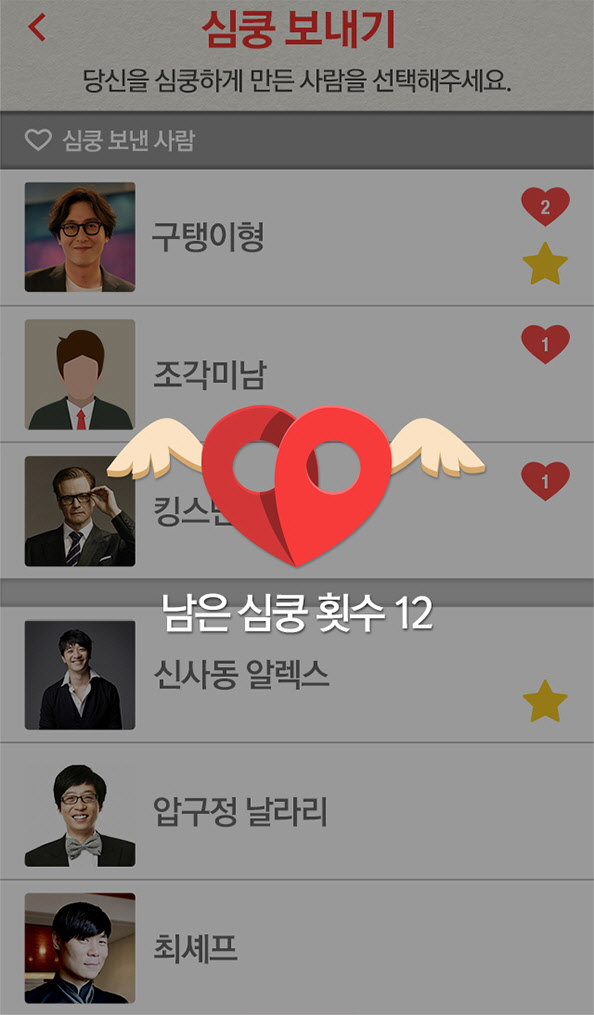 심쿵 보내기
당신을 심쿵하게 만든 사람을 선택해주세요.
심쿵 보낸 사람
구탱이형
2
조각미남
1
킹스
1
남은 심쿵 횟수 12
신사동 알렉스
압구정 날라리
최셰프